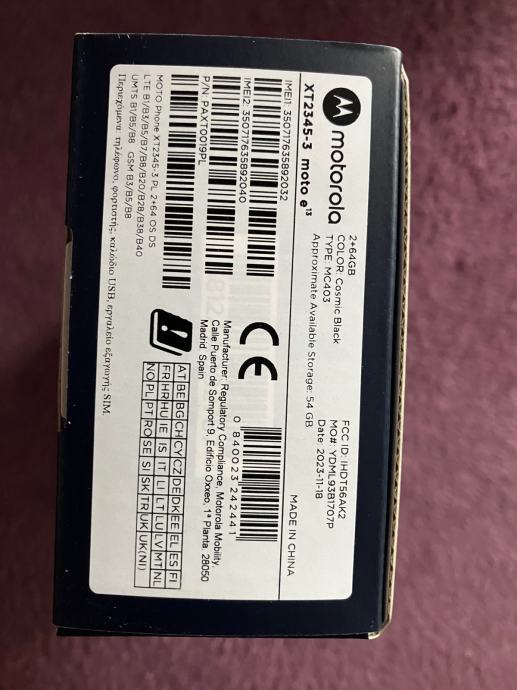 motorola
XT2345-3 moto e¹³
2+64GB
COLOR: Cosmic Black
TYPE: MC403
Approximate Available Storage: 54 GB
FCC ID: IHDT56AK2
MO#: YDML93B1707P
Date: 2023-11-18
MADE IN CHINA
IMEI1: 350717635892032
IMEI2: 350717635892040
P/N: PAXT0019PL
0 840023 242441
CE
Manufacturer: Regulatory Compliance, Motorola Mobility,
Calle Puerto de Somport 9, Edificio Oxxeo, 1ª Planta, 28050
Madrid, Spain
MOTO Phone XT2345-3 PL 2+64 OS DS
LTE B1/B3/B5/B7/B8/B20/B28/B38/B40
UMTS B1/B5/B8 GSM B3/B5/B8
AT BE BG CH CY CZ DE DK EE EL ES FI
FR HR HU IE IS IT LI LT LU LV MT NL
NO PL PT RO SE SI SK TR UK UK(NI)
Περιεχόμενα: τηλέφωνο, φορτιστής, καλώδιο USB, εργαλείο εξαγωγής SIM.